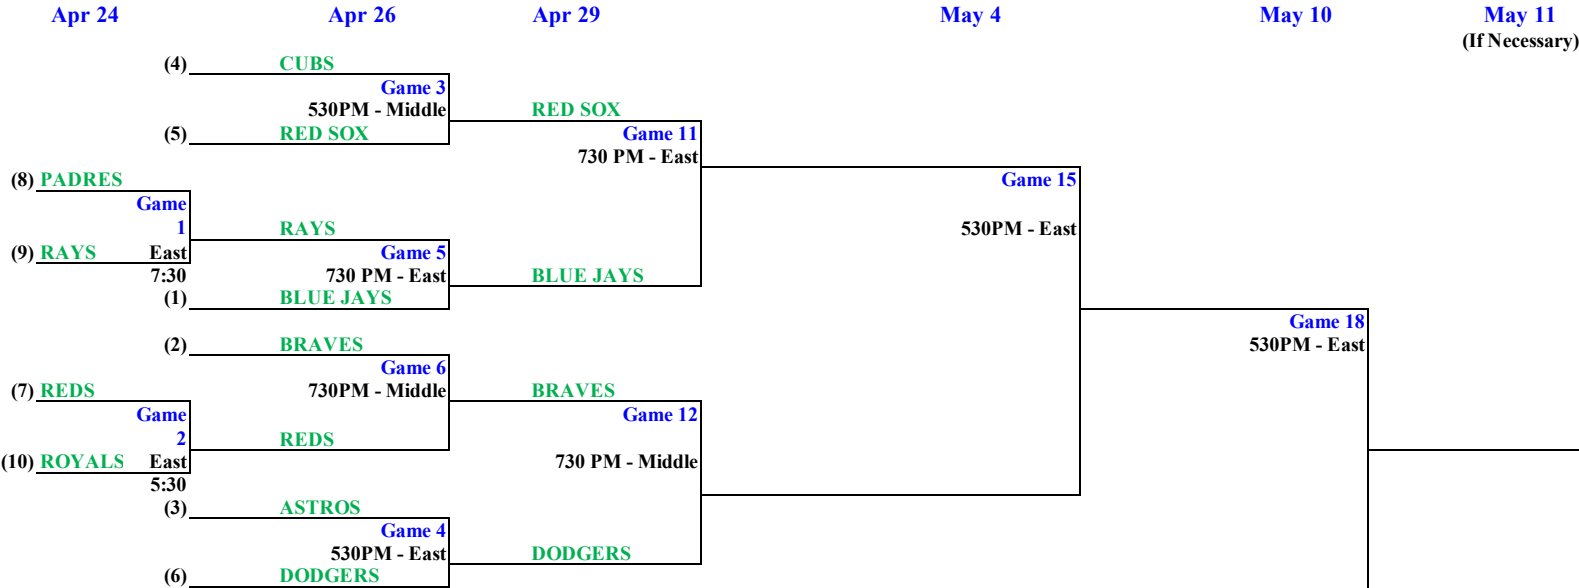 Apr 24 Apr 26 Apr 29 May 4 May 10 May 11
(If Necessary)
(4) CUBS
Game 3
530PM - Middle RED SOX
(5) RED SOX Game 11
730 PM - East
(8) PADRES Game 15
Game
1 RAYS 530PM - East
(9) RAYS East Game 5
7:30 730 PM - East BLUE JAYS
(1) BLUE JAYS
Game 18
(2) BRAVES 530PM - East
Game 6
(7) REDS 730PM - Middle BRAVES
Game Game 12
2 REDS
(10) ROYALS East 730 PM - Middle
5:30
(3) ASTROS
Game 4
530PM - East DODGERS
(6) DODGERS